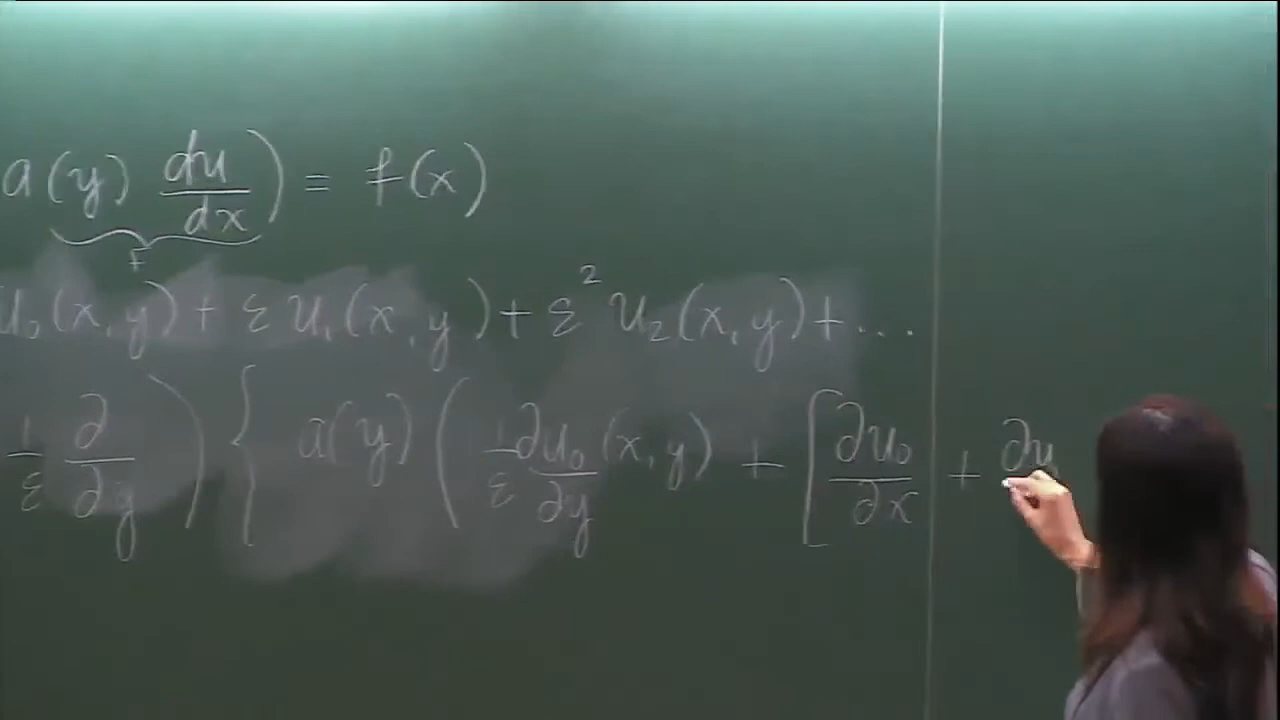 a(y) du/dx) = f(x)
F
u₀(x,y) + ε u₁(x,y) + ε² u₂(x,y) + ...
1/ε ∂/∂y) { a(y) ( 1/ε ∂u₀/∂y (x,y) + [ ∂u₀/∂x + ∂u